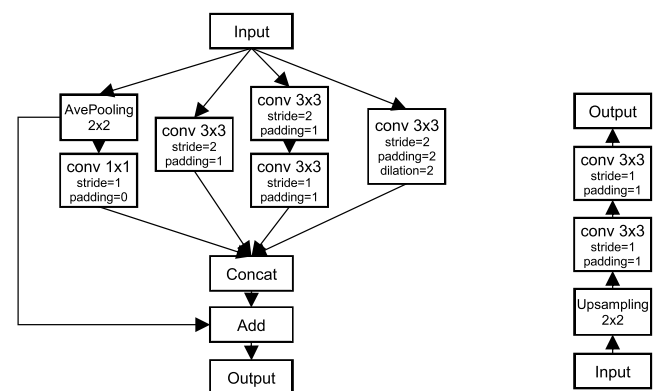 Input
AvePooling
2x2
conv 1x1
stride=1
padding=0
conv 3x3
stride=2
padding=1
conv 3x3
stride=2
padding=1
conv 3x3
stride=1
padding=1
conv 3x3
stride=2
padding=2
dilation=2
Concat
Add
Output
Output
conv 3x3
stride=1
padding=1
conv 3x3
stride=1
padding=1
Upsampling
2x2
Input